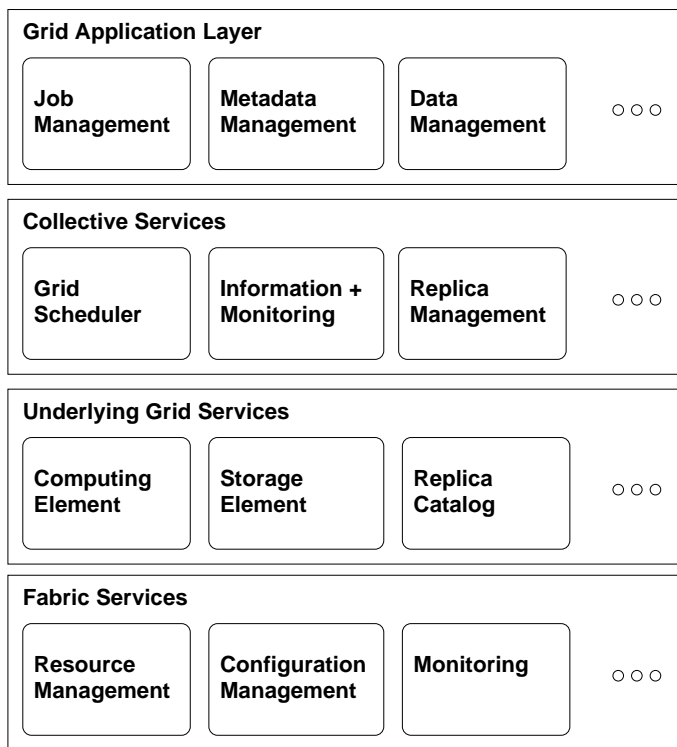 Grid Application Layer
Job
Management
Metadata
Management
Data
Management
Collective Services
Grid
Scheduler
Information +
Monitoring
Replica
Management
Underlying Grid Services
Computing
Element
Storage
Element
Replica
Catalog
Fabric Services
Resource
Management
Configuration
Management
Monitoring